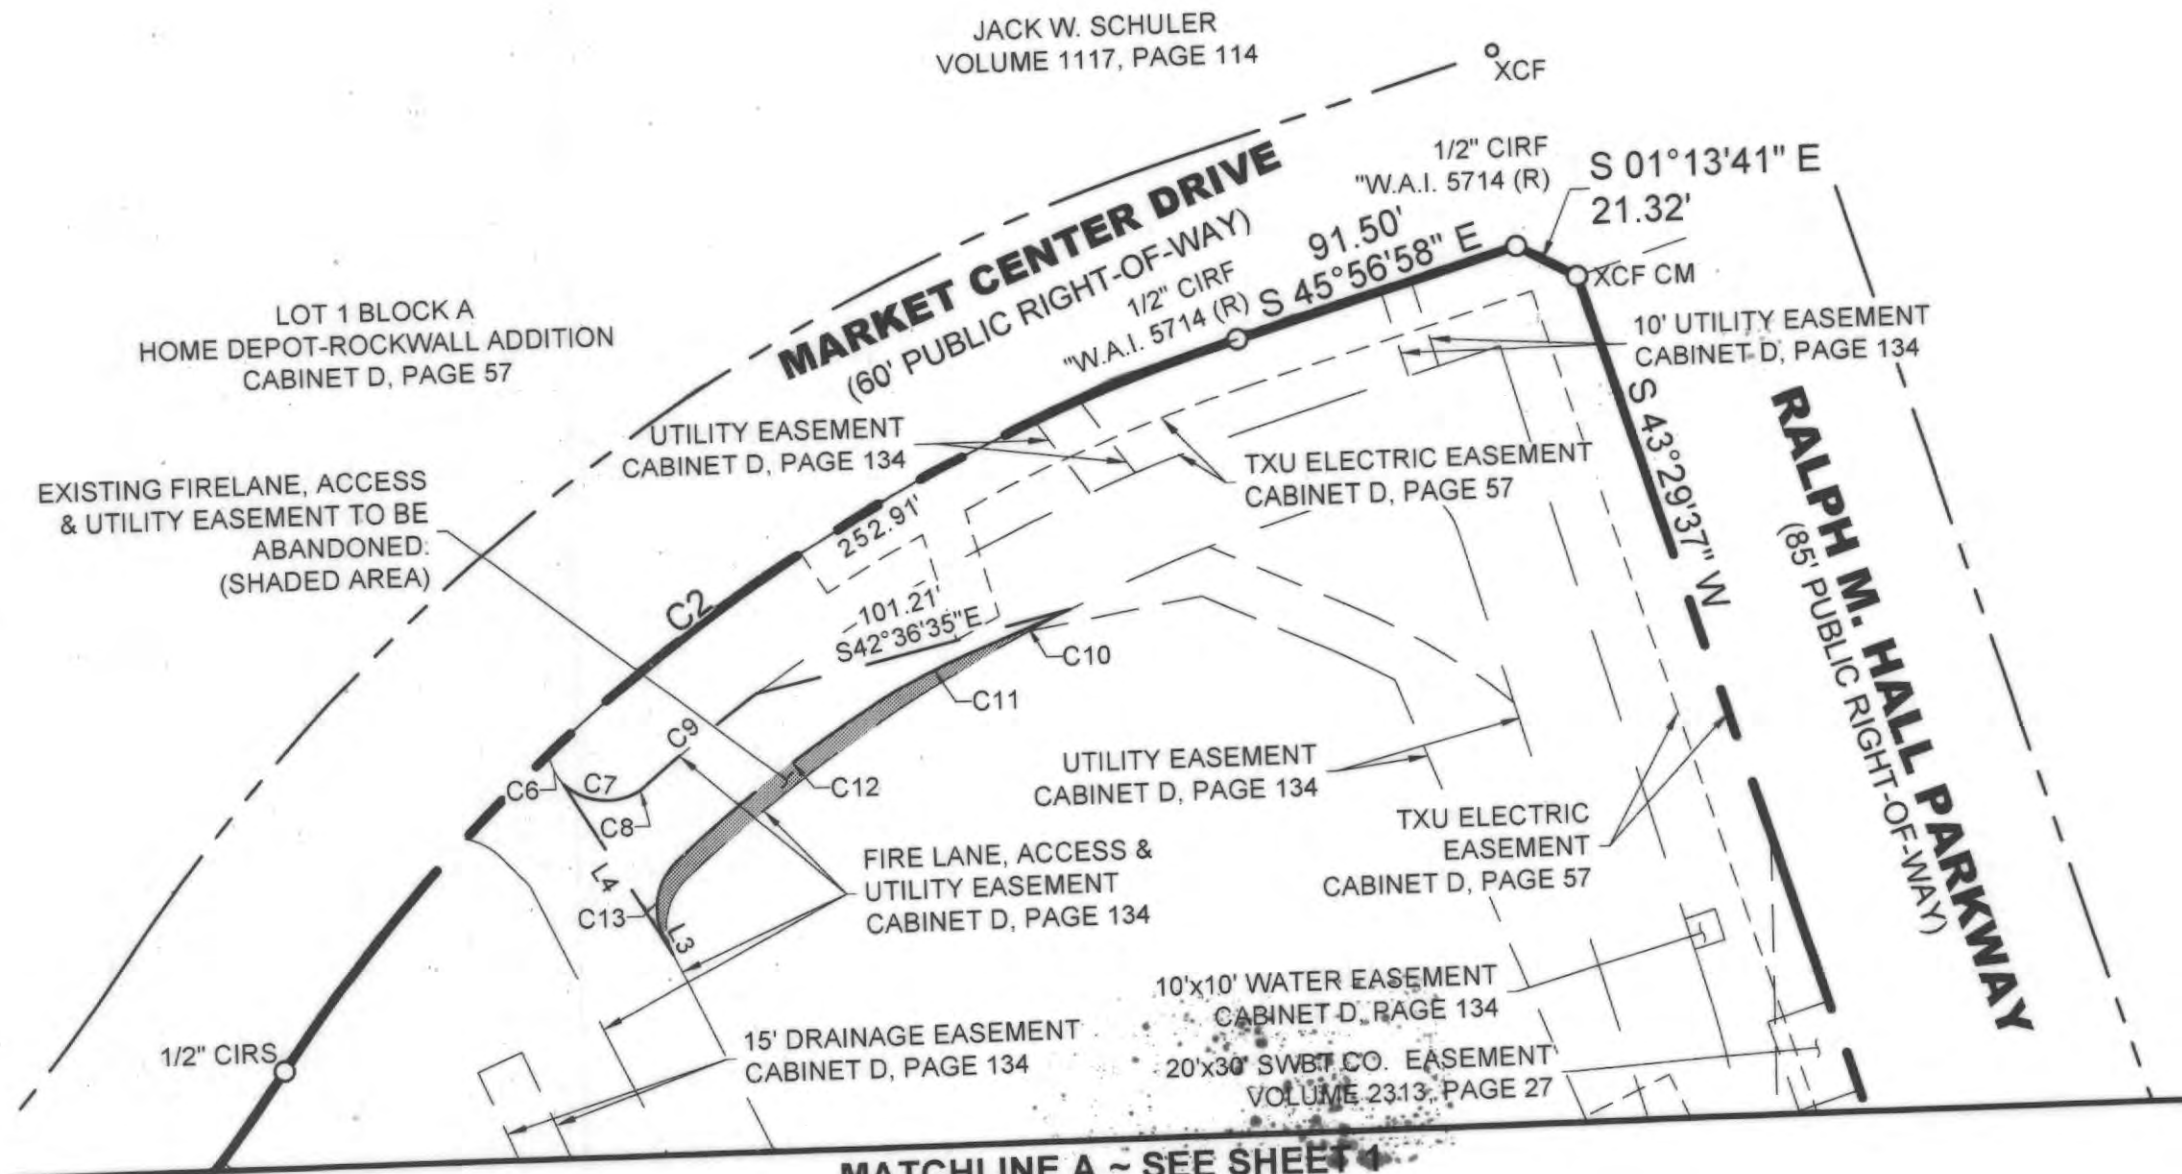 JACK W. SCHULER
VOLUME 1117, PAGE 114
XCF
1/2" CIRF
"W.A.I. 5714 (R)
S 01°13'41" E
21.32'
MARKET CENTER DRIVE
(60' PUBLIC RIGHT-OF-WAY)
91.50'
S 45°56'58" E
1/2" CIRF
"W.A.I. 5714 (R)
XCF CM
LOT 1 BLOCK A
HOME DEPOT-ROCKWALL ADDITION
CABINET D, PAGE 57
10' UTILITY EASEMENT
CABINET D, PAGE 134
S 43°29'37" W
RALPH M. HALL PARKWAY
(85' PUBLIC RIGHT-OF-WAY)
UTILITY EASEMENT
CABINET D, PAGE 134
TXU ELECTRIC EASEMENT
CABINET D, PAGE 57
EXISTING FIRELANE, ACCESS
& UTILITY EASEMENT TO BE
ABANDONED:
(SHADED AREA)
252.91'
C2
101.21'
S42°36'35"E
C10
C11
C9
C6
C7
C8
C12
UTILITY EASEMENT
CABINET D, PAGE 134
TXU ELECTRIC
EASEMENT
CABINET D, PAGE 57
FIRE LANE, ACCESS &
UTILITY EASEMENT
CABINET D, PAGE 134
L4
C13
L3
10'x10' WATER EASEMENT
CABINET D, PAGE 134
1/2" CIRS
15' DRAINAGE EASEMENT
CABINET D, PAGE 134
20'x30' SWBT CO. EASEMENT
VOLUME 2313, PAGE 27
MATCHLINE A ~ SEE SHEET 1